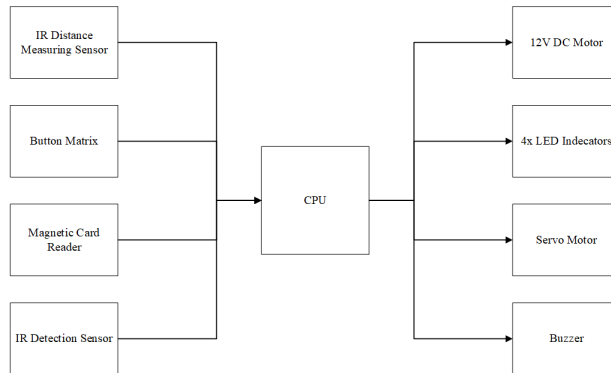 IR Distance
Measuring Sensor
Button Matrix
Magnetic Card
Reader
IR Detection Sensor
CPU
12V DC Motor
4x LED Indecators
Servo Motor
Buzzer